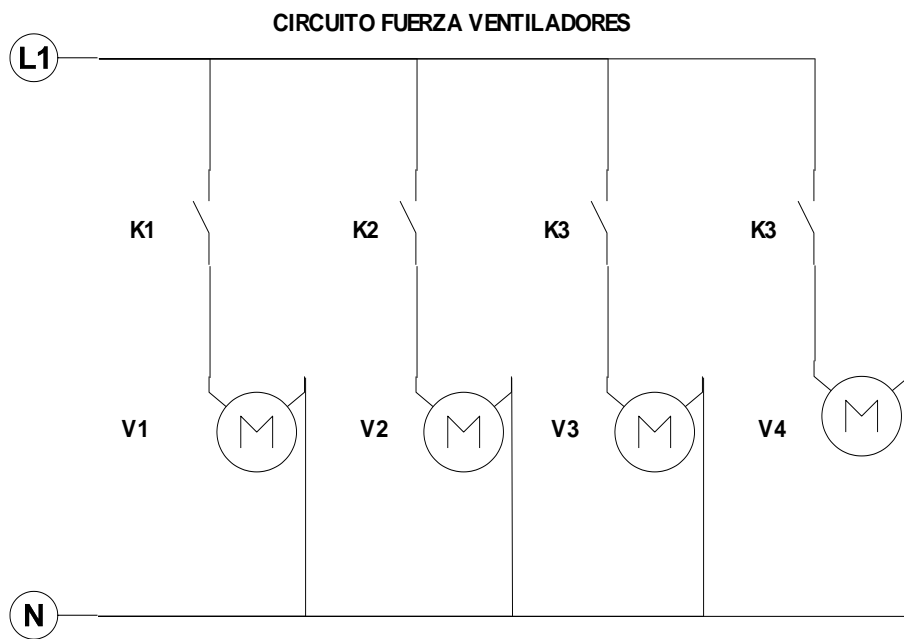 CIRCUITO FUERZA VENTILADORES
L1
K1 K2 K3 K3
V1 M V2 M V3 M V4 M
N